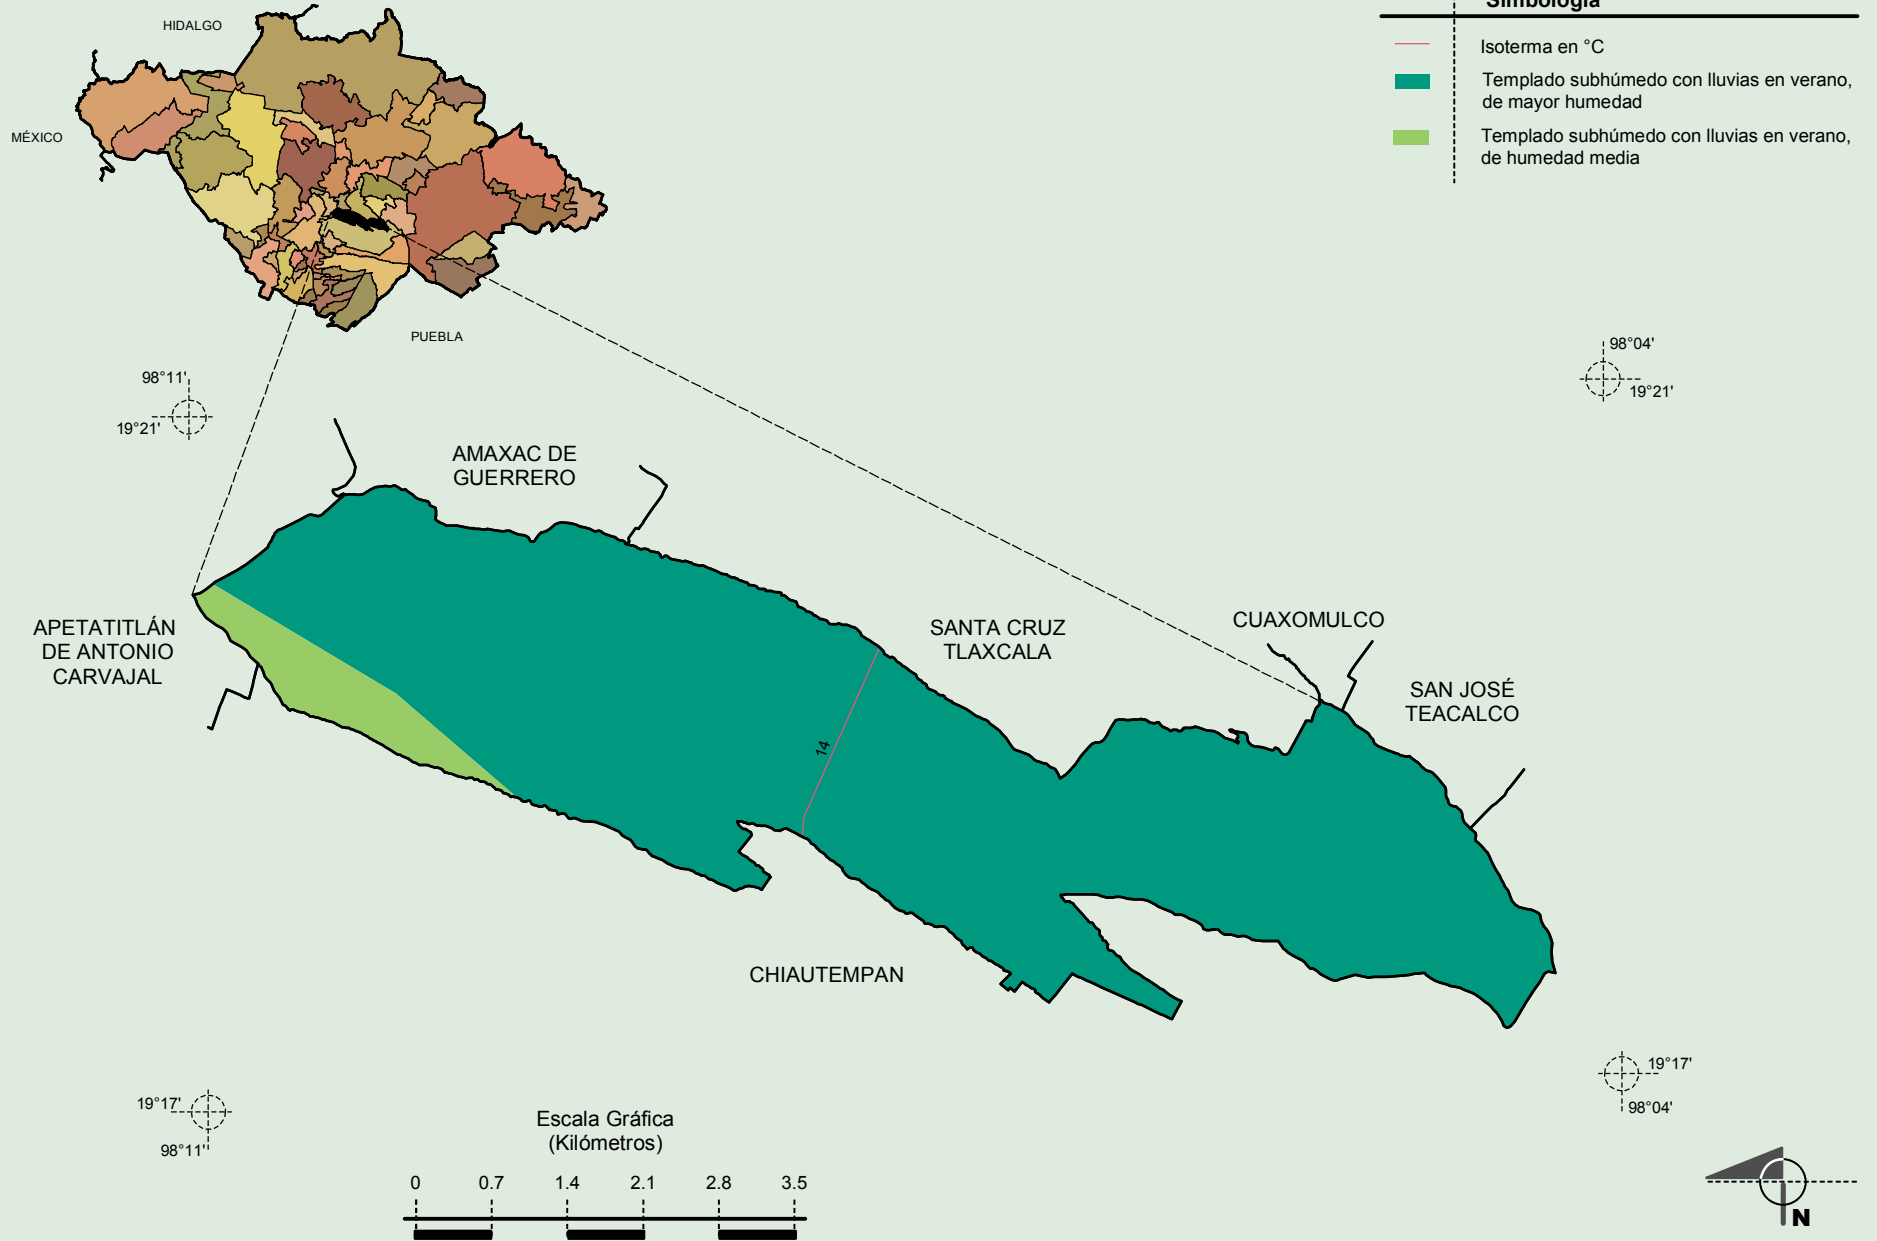 Simbología
HIDALGO
Isoterma en °C
Templado subhúmedo con lluvias en verano,
de mayor humedad
MÉXICO
Templado subhúmedo con lluvias en verano,
de humedad media
PUEBLA
98°04'
19°21'
98°11'
19°21'
AMAXAC DE
GUERRERO
APETATITLÁN
DE ANTONIO
CARVAJAL
SANTA CRUZ
TLAXCALA
CUAXOMULCO
SAN JOSÉ
TEACALCO
14
CHIAUTEMPAN
19°17'
98°04'
19°17'
98°11'
Escala Gráfica
(Kilómetros)
0 0.7 1.4 2.1 2.8 3.5
N